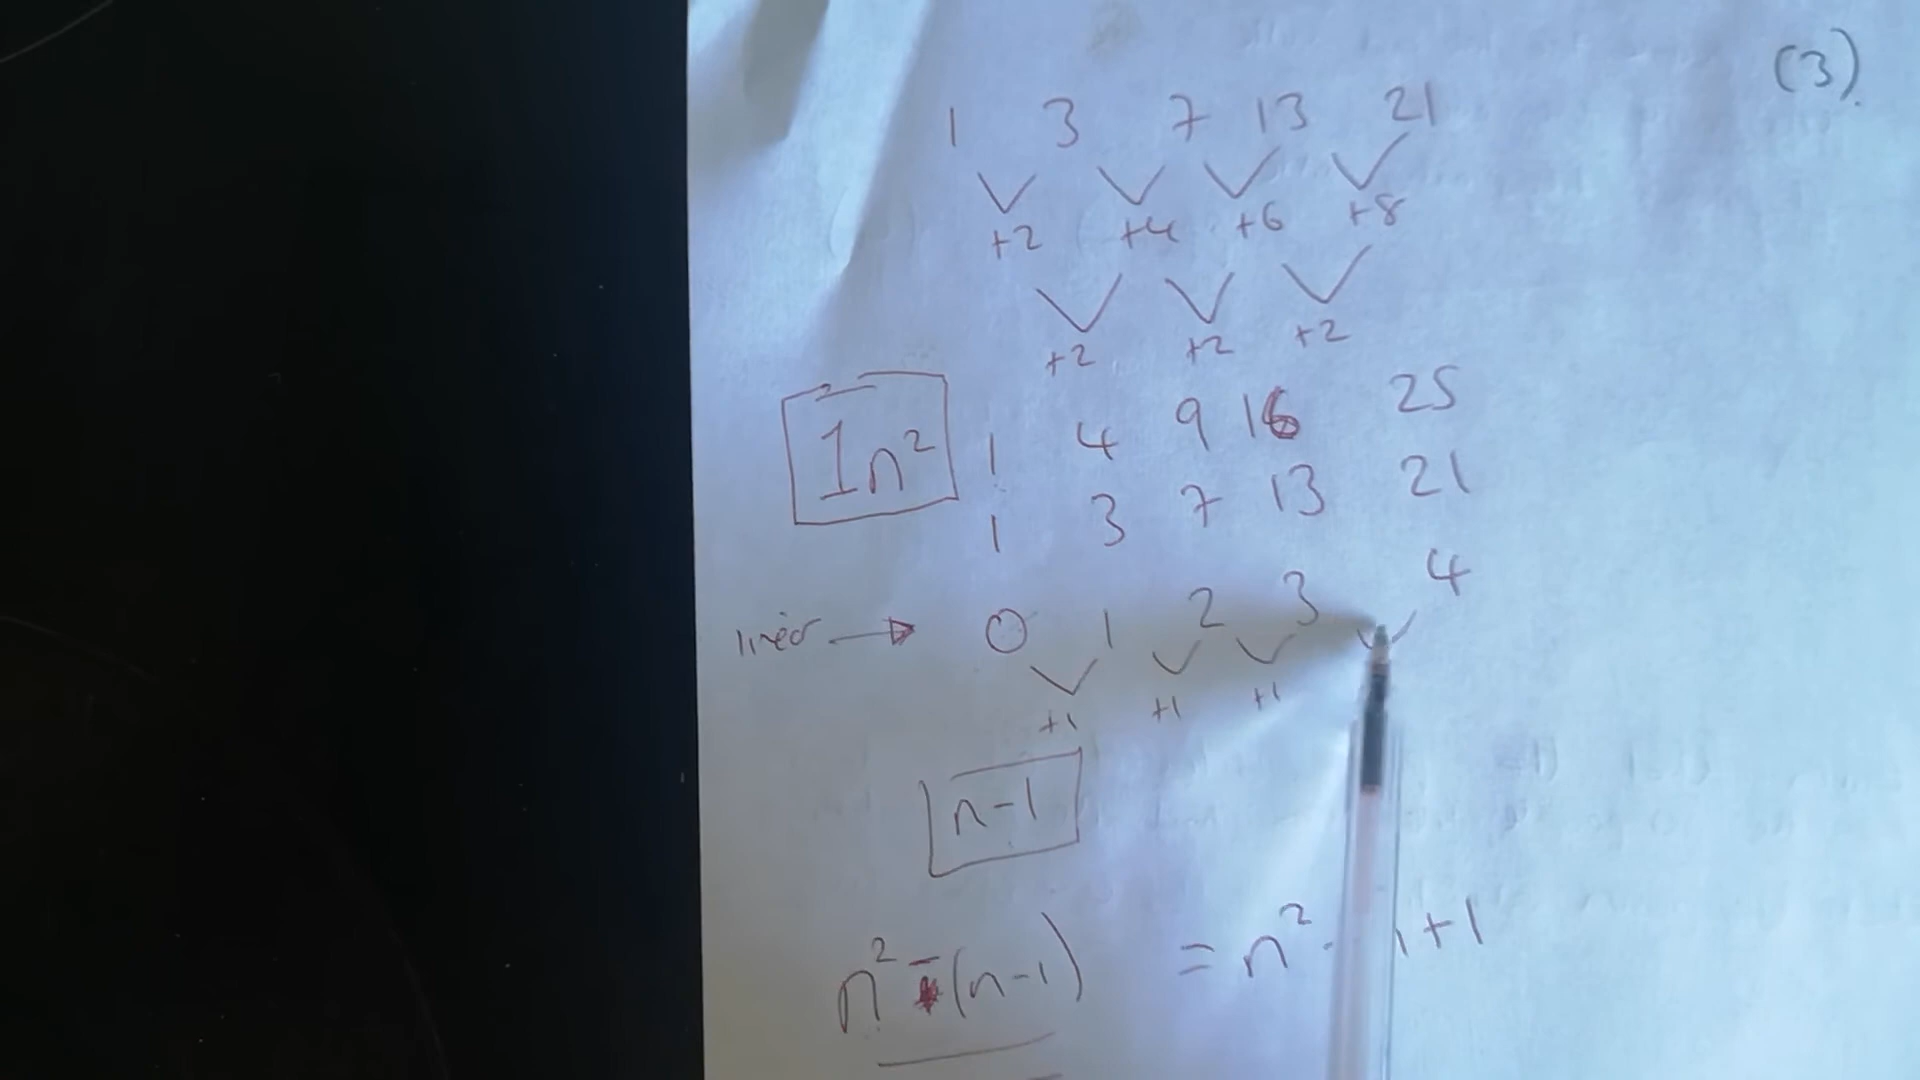 (3).
1 3 7 13 21
+2 +4 +6 +8
+2 +2 +2
1n² 1 4 9 16 25
1 3 7 13 21
linear → 0 1 2 3 4
+1 +1 +1
n-1
n² -(n-1) = n² - +1